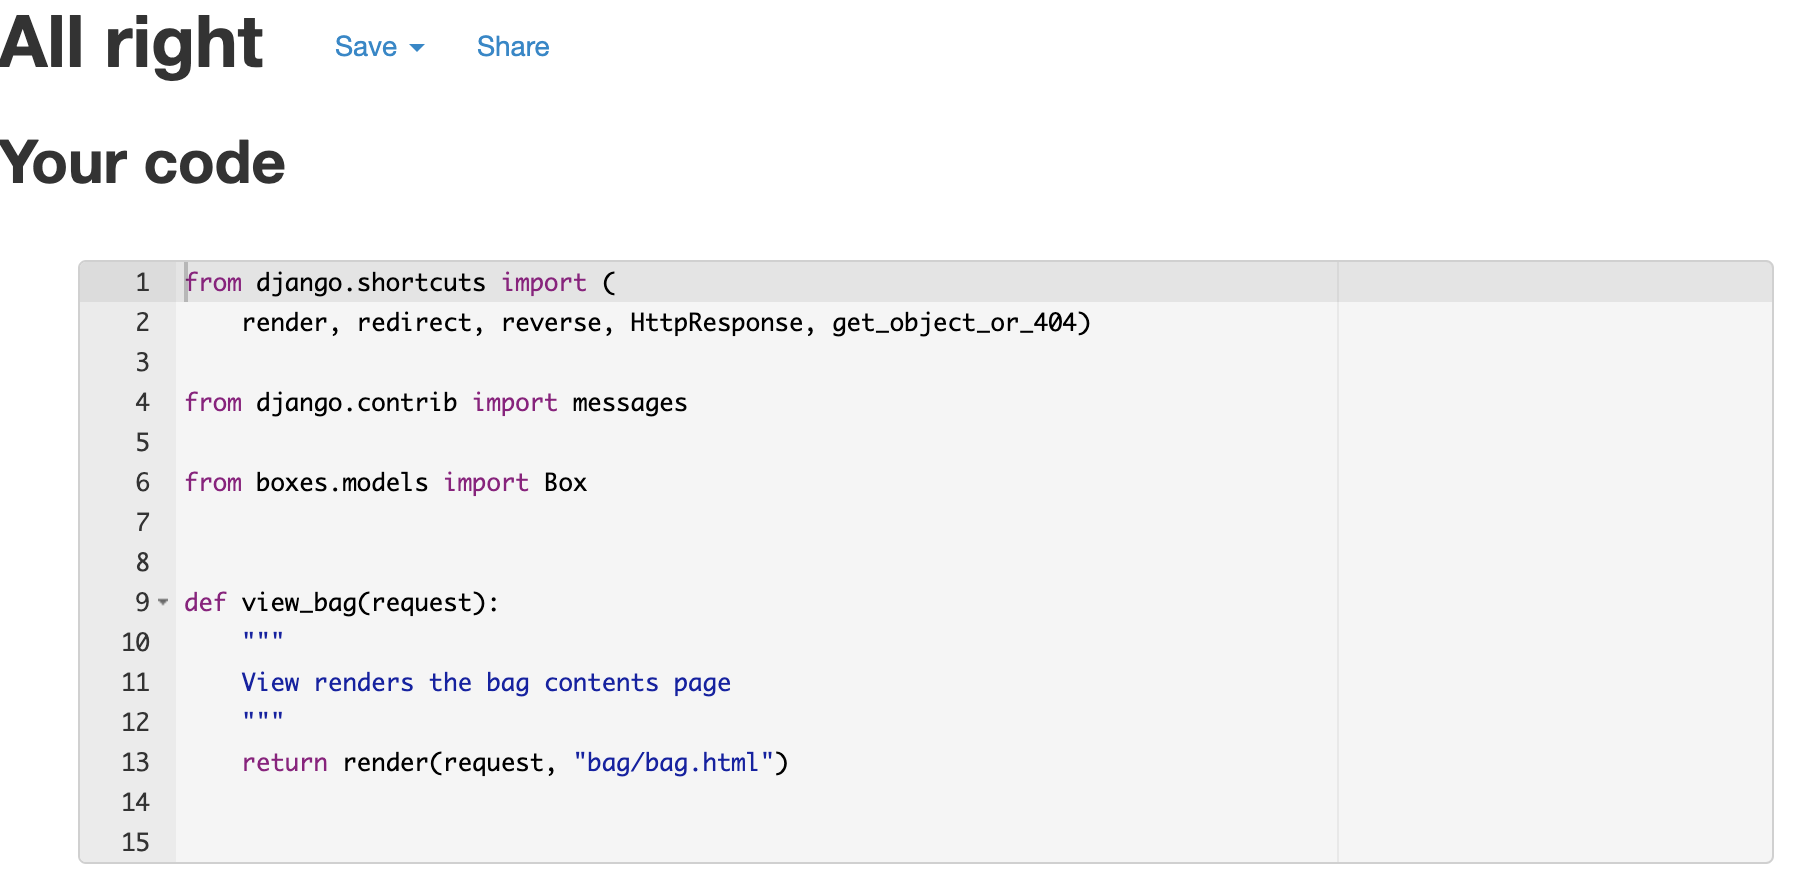 All right Save Share
Your code
1 from django.shortcuts import (
2     render, redirect, reverse, HttpResponse, get_object_or_404)
3
4 from django.contrib import messages
5
6 from boxes.models import Box
7
8
9 def view_bag(request):
10     """
11     View renders the bag contents page
12     """
13     return render(request, "bag/bag.html")
14
15